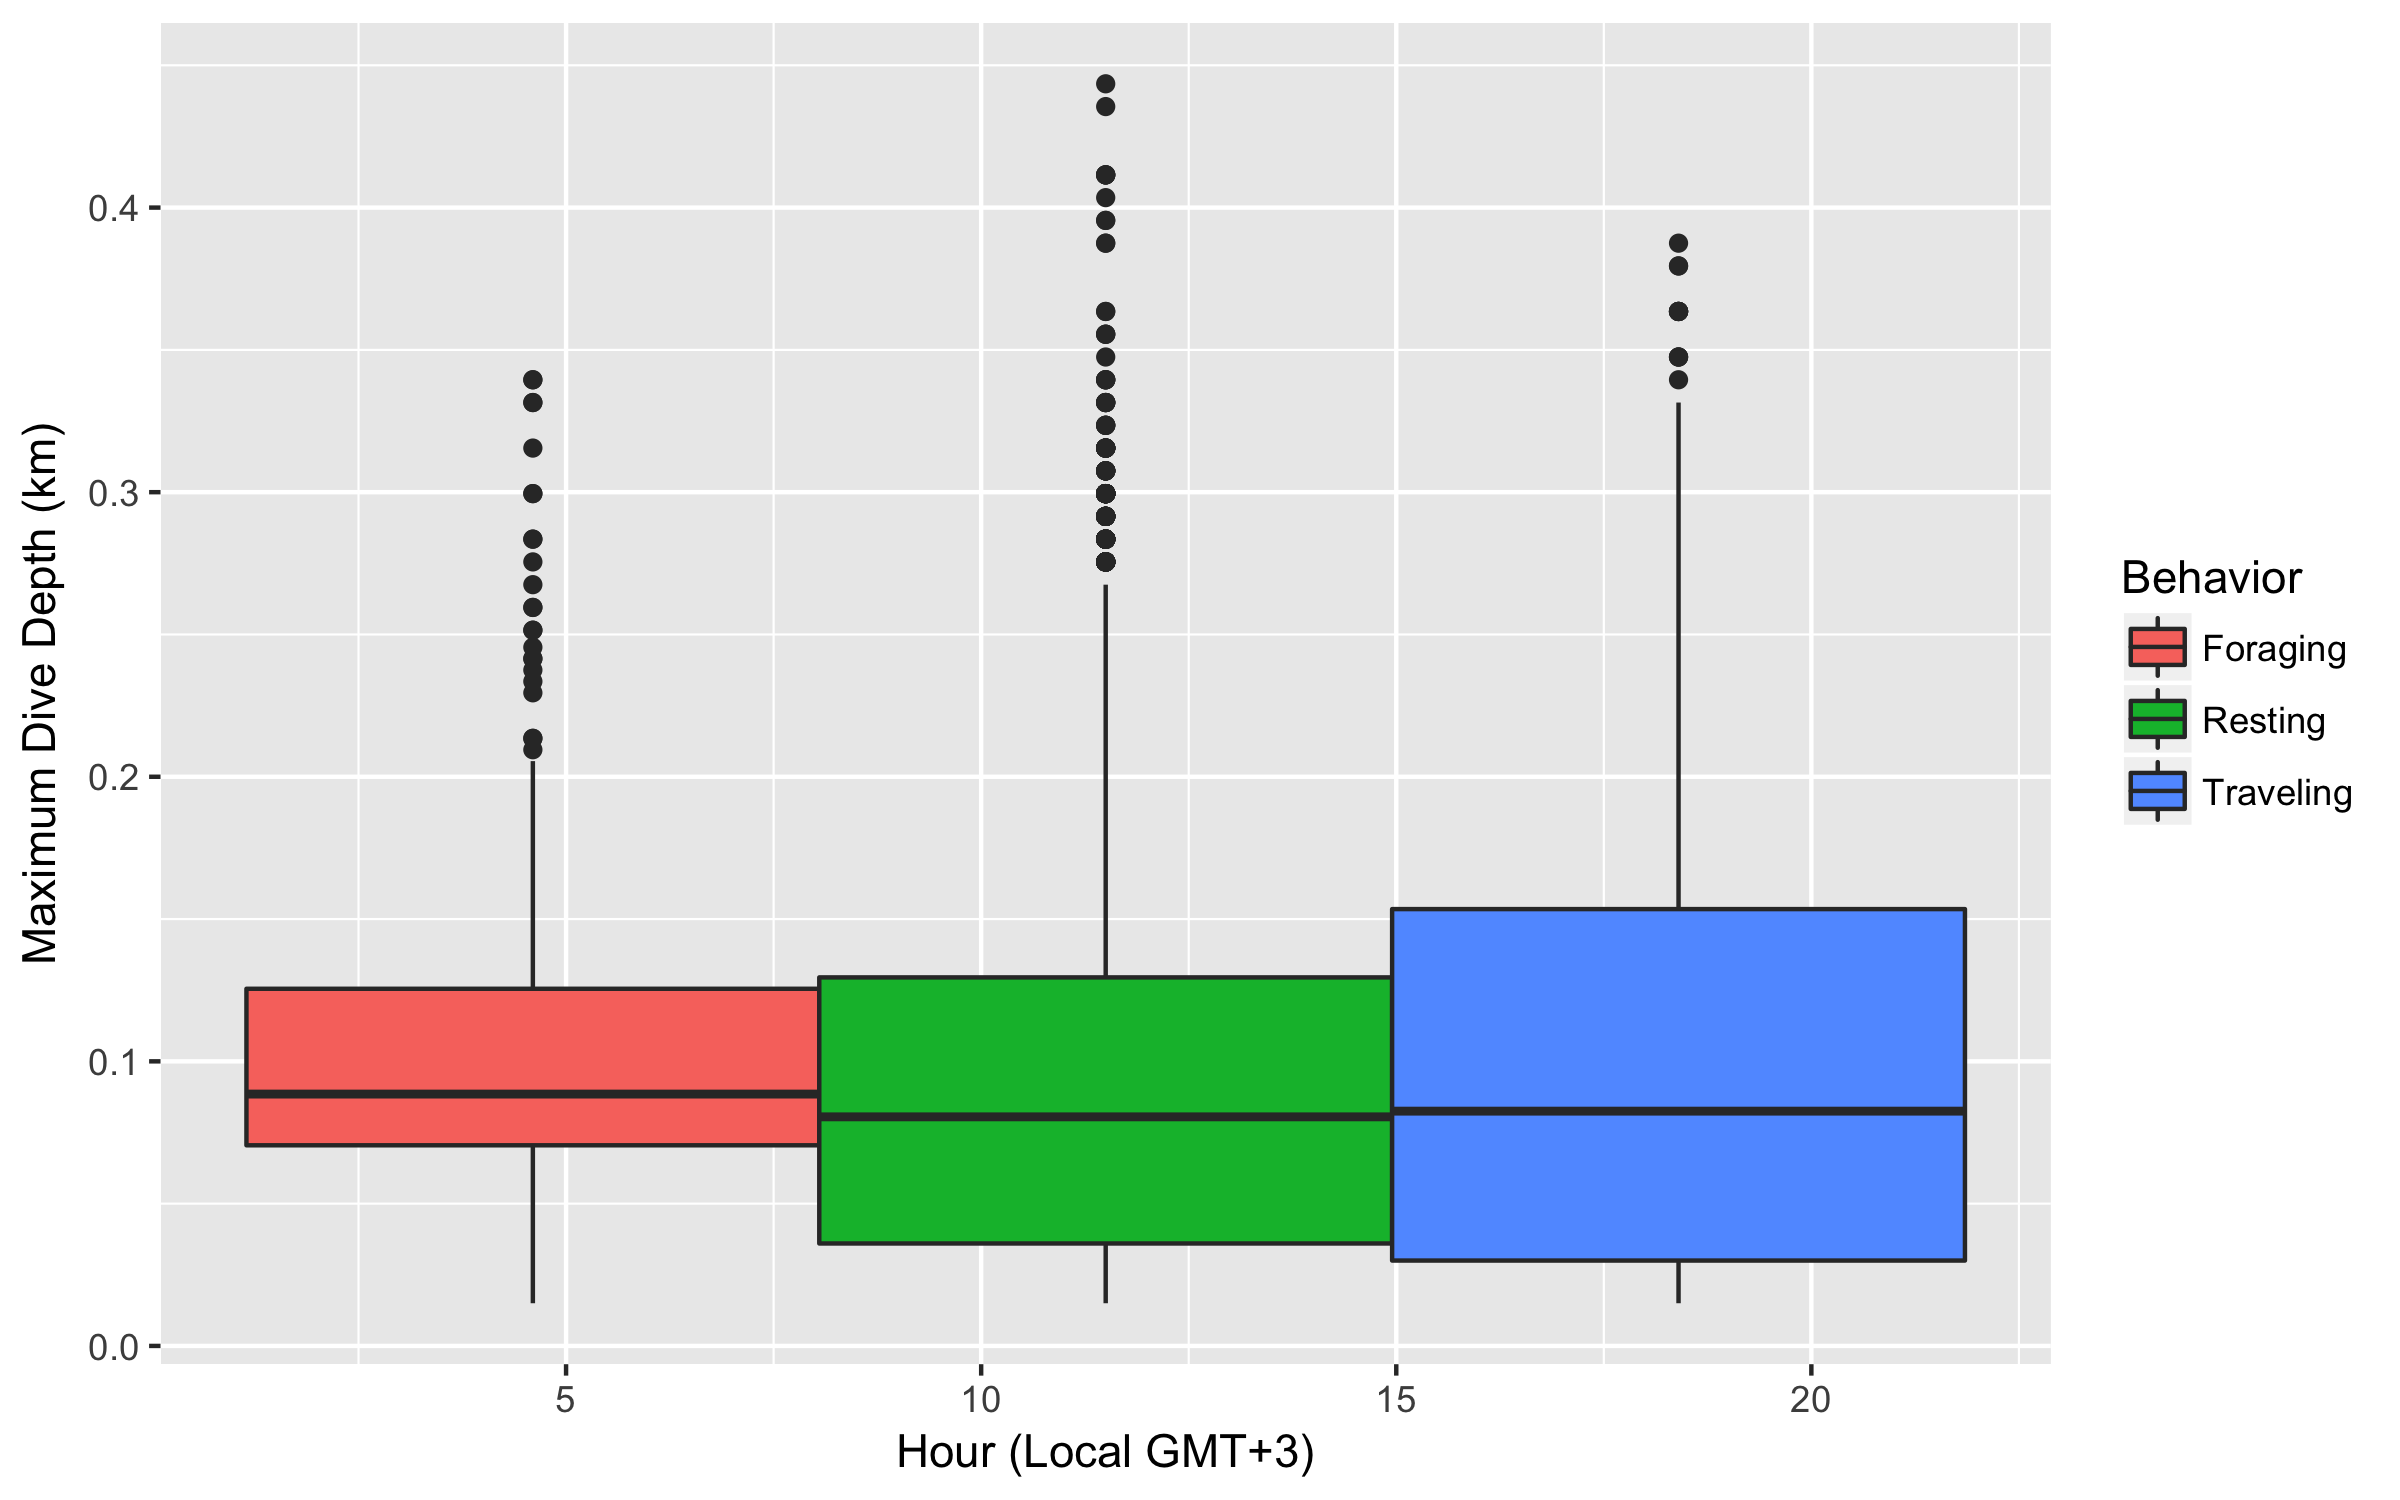 Maximum Dive Depth (km)
0.4
0.3
0.2
0.1
0.0
5 10 15 20
Hour (Local GMT+3)
Behavior
Foraging
Resting
Traveling